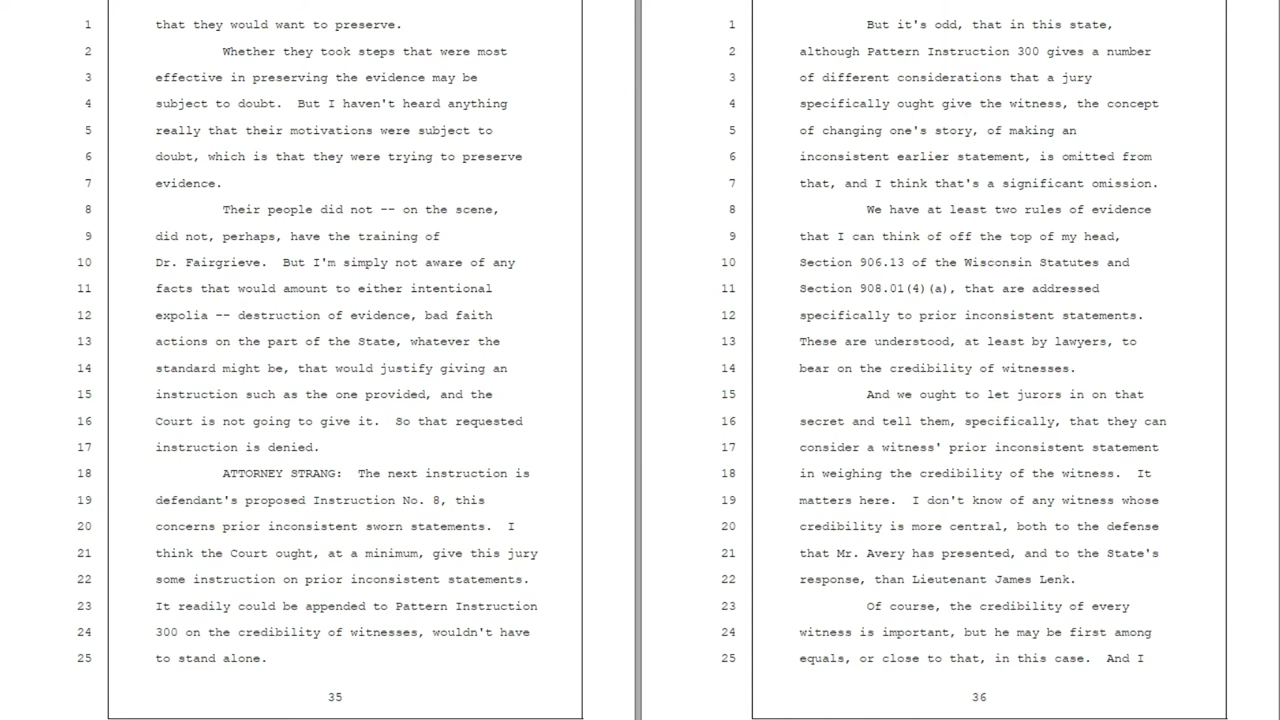 1 that they would want to preserve.
2 Whether they took steps that were most
3 effective in preserving the evidence may be
4 subject to doubt. But I haven't heard anything
5 really that their motivations were subject to
6 doubt, which is that they were trying to preserve
7 evidence.
8 Their people did not -- on the scene,
9 did not, perhaps, have the training of
10 Dr. Fairgrieve. But I'm simply not aware of any
11 facts that would amount to either intentional
12 expolia -- destruction of evidence, bad faith
13 actions on the part of the State, whatever the
14 standard might be, that would justify giving an
15 instruction such as the one provided, and the
16 Court is not going to give it. So that requested
17 instruction is denied.
18 ATTORNEY STRANG: The next instruction is
19 defendant's proposed Instruction No. 8, this
20 concerns prior inconsistent sworn statements. I
21 think the Court ought, at a minimum, give this jury
22 some instruction on prior inconsistent statements.
23 It readily could be appended to Pattern Instruction
24 300 on the credibility of witnesses, wouldn't have
25 to stand alone.
35
1 But it's odd, that in this state,
2 although Pattern Instruction 300 gives a number
3 of different considerations that a jury
4 specifically ought give the witness, the concept
5 of changing one's story, of making an
6 inconsistent earlier statement, is omitted from
7 that, and I think that's a significant omission.
8 We have at least two rules of evidence
9 that I can think of off the top of my head,
10 Section 906.13 of the Wisconsin Statutes and
11 Section 908.01(4)(a), that are addressed
12 specifically to prior inconsistent statements.
13 These are understood, at least by lawyers, to
14 bear on the credibility of witnesses.
15 And we ought to let jurors in on that
16 secret and tell them, specifically, that they can
17 consider a witness' prior inconsistent statement
18 in weighing the credibility of the witness. It
19 matters here. I don't know of any witness whose
20 credibility is more central, both to the defense
21 that Mr. Avery has presented, and to the State's
22 response, than Lieutenant James Lenk.
23 Of course, the credibility of every
24 witness is important, but he may be first among
25 equals, or close to that, in this case. And I
36